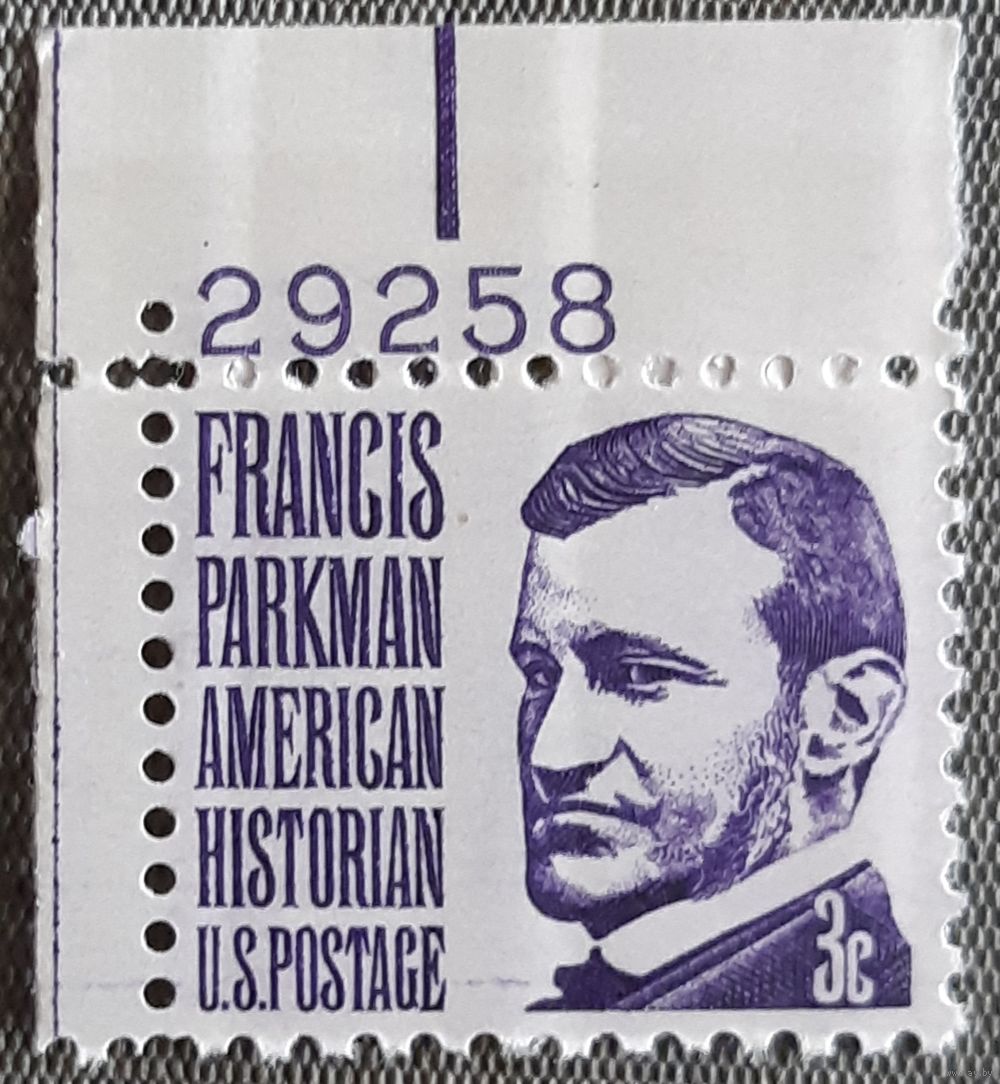 29258
FRANCIS
PARKMAN
AMERICAN
HISTORIAN
U.S.POSTAGE
3c